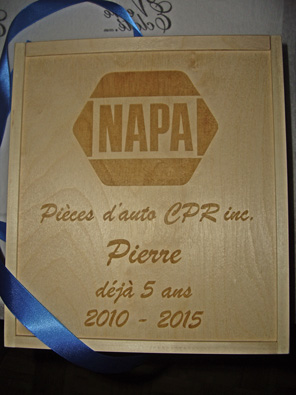 NAPA
Pièces d'auto CPR inc.
Pierre
déjà 5 ans
2010 - 2015